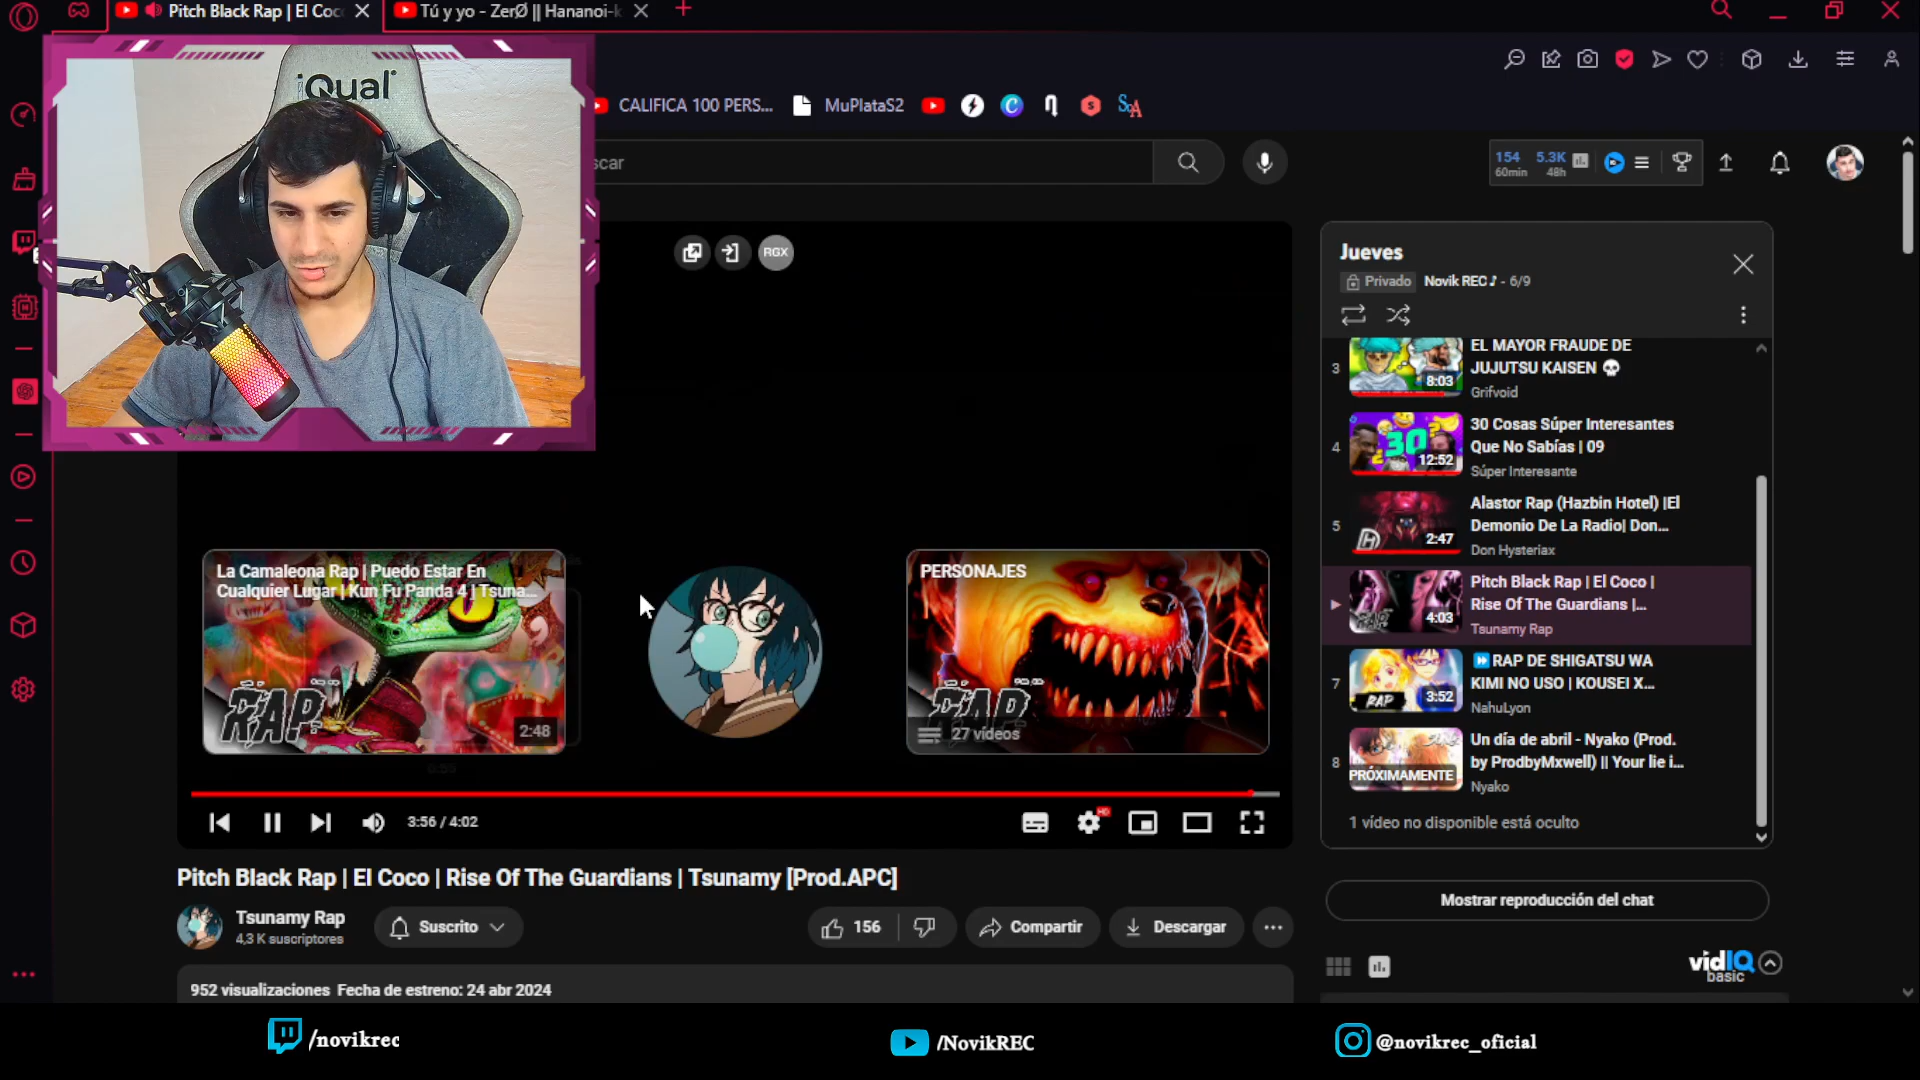 Pitch Black Rap | El Coc
Tú y yo - ZerØ || Hananoi-k
iQual
CALIFICA 100 PERS...
MuPlataS2
scar
154
60min
5.3K
48h
RGX
Jueves
Privado
Novik REC♪ - 6/9
3
8:03
EL MAYOR FRAUDE DE
JUJUTSU KAISEN 💀
Grifvoid
4
30
12:52
30 Cosas Súper Interesantes
Que No Sabías | 09
Súper Interesante
5
2:47
Alastor Rap (Hazbin Hotel) |El
Demonio De La Radio| Don...
Don Hysteriax
RAP
4:03
Pitch Black Rap | El Coco |
Rise Of The Guardians |...
Tsunamy Rap
7
RAP
3:52
⏩RAP DE SHIGATSU WA
KIMI NO USO | KOUSEI X...
NahuLyon
8
PRÓXIMAMENTE
Un día de abril - Nyako (Prod.
by ProdbyMxwell) || Your lie i...
Nyako
1 vídeo no disponible está oculto
La Camaleona Rap | Puedo Estar En
Cualquier Lugar | Kun Fu Panda 4 | Tsuna...
RAP
2:48
PERSONAJES
RAP
27 vídeos
3:56 / 4:02
HD
Pitch Black Rap | El Coco | Rise Of The Guardians | Tsunamy [Prod.APC]
Tsunamy Rap
4,3 K suscriptores
Suscrito
156
Compartir
Descargar
952 visualizaciones Fecha de estreno: 24 abr 2024
Mostrar reproducción del chat
vidIQ
basic
/novikrec
/NovikREC
@novikrec_oficial